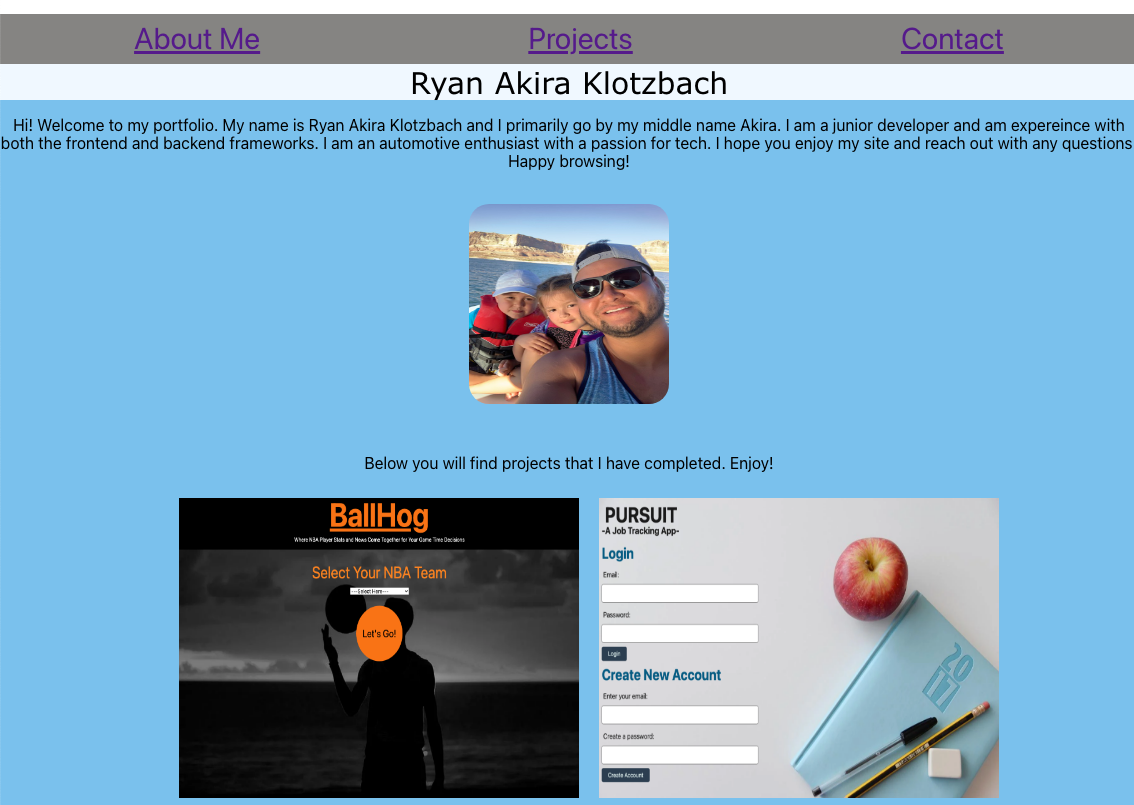 About Me Projects Contact
Ryan Akira Klotzbach
Hi! Welcome to my portfolio. My name is Ryan Akira Klotzbach and I primarily go by my middle name Akira. I am a junior developer and am expereince with
both the frontend and backend frameworks. I am an automotive enthusiast with a passion for tech. I hope you enjoy my site and reach out with any questions
Happy browsing!
Below you will find projects that I have completed. Enjoy!
BallHog
Where NBA Player Stats and News Come Together for Your Game Time Decisions
Select Your NBA Team
---Select Here---
Let's Go!
PURSUIT
-A Job Tracking App-
Login
Email:
Password:
Login
Create New Account
Enter your email:
Create a password:
Create Account
20